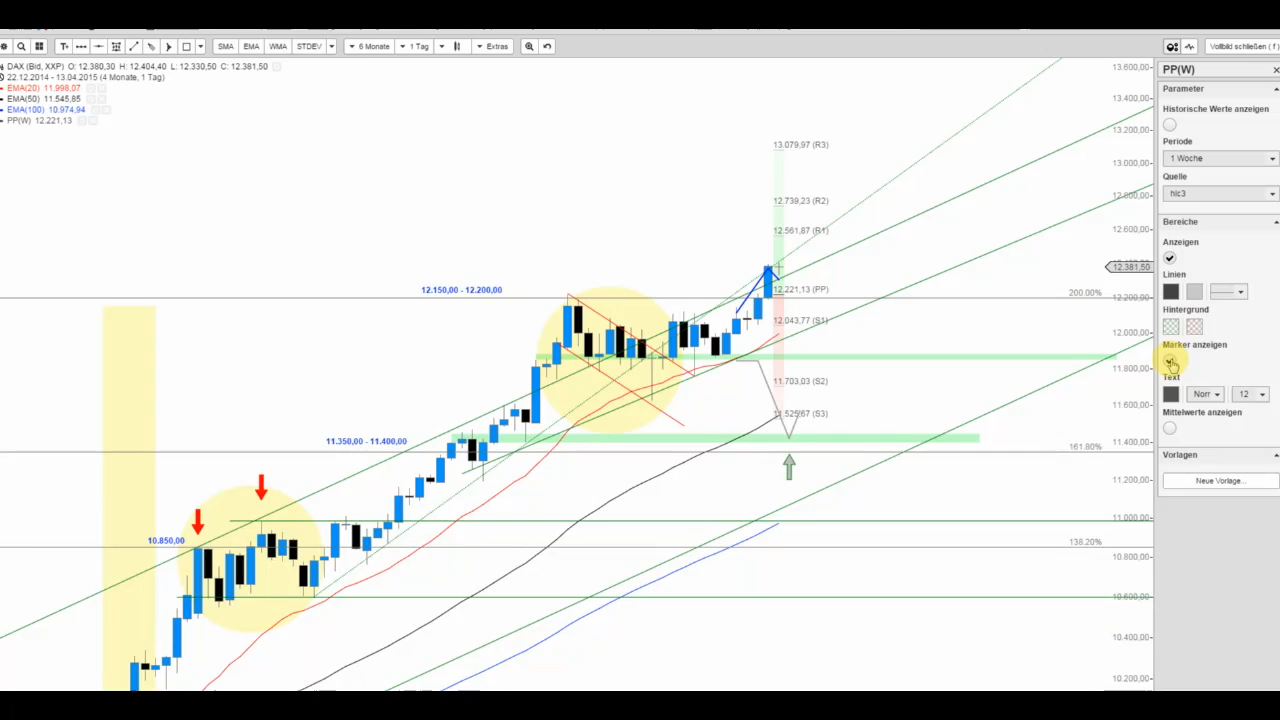 T+
SMA
EMA
WMA
STDEV
6 Monate
1 Tag
Extras
Vollbild schließen ( f )
DAX (Bid, XXP) O: 12.380,30 H: 12.404,40 L: 12.330,50 C: 12.381,50
22.12.2014 - 13.04.2015 (4 Monate, 1 Tag)
EMA(20) 11.998,07
EMA(50) 11.545,85
EMA(100) 10.974,94
PP(W) 12.221,13
13.079,97 (R3)
12.739,23 (R2)
12.561,87 (R1)
12.221,13 (PP)
12.043,77 (S1)
11.703,03 (S2)
11.525,67 (S3)
12.150,00 - 12.200,00
11.350,00 - 11.400,00
10.850,00
200.00%
161.80%
138.20%
13.600,00
13.400,00
13.200,00
13.000,00
12.800,00
12.600,00
12.381,50
12.200,00
12.000,00
11.800,00
11.600,00
11.400,00
11.200,00
11.000,00
10.800,00
10.600,00
10.400,00
10.200,00
PP(W)
Parameter
Historische Werte anzeigen
Periode
1 Woche
Quelle
hlc3
Bereiche
Anzeigen
Linien
Hintergrund
Marker anzeigen
Text
Norr
12
Mittelwerte anzeigen
Vorlagen
Neue Vorlage...